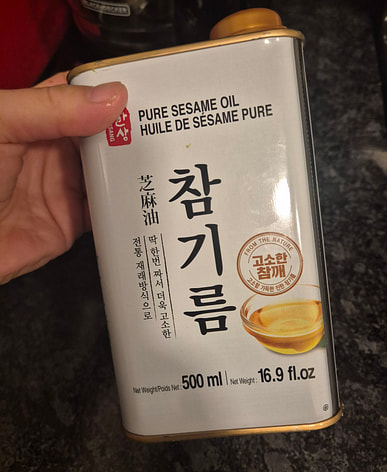 한상
PURE SESAME OIL
HUILE DE SÉSAME PURE
芝麻油
참기름
딱 한번 짜서 더욱 고소한
전통 재래방식으로
FROM THE NATURE
고소한
참깨
Net Weight/Poids Net : 500 ml
Net Weight : 16.9 fl.oz